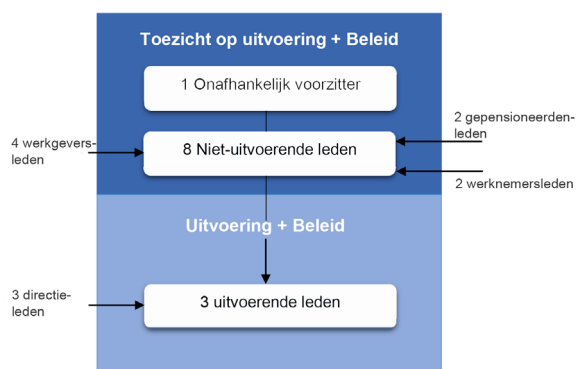 Toezicht op uitvoering + Beleid
1 Onafhankelijk voorzitter
4 werkgevers-
leden
8 Niet-uitvoerende leden
2 gepensioneerden-
leden
2 werknemersleden
Uitvoering + Beleid
3 directie-
leden
3 uitvoerende leden